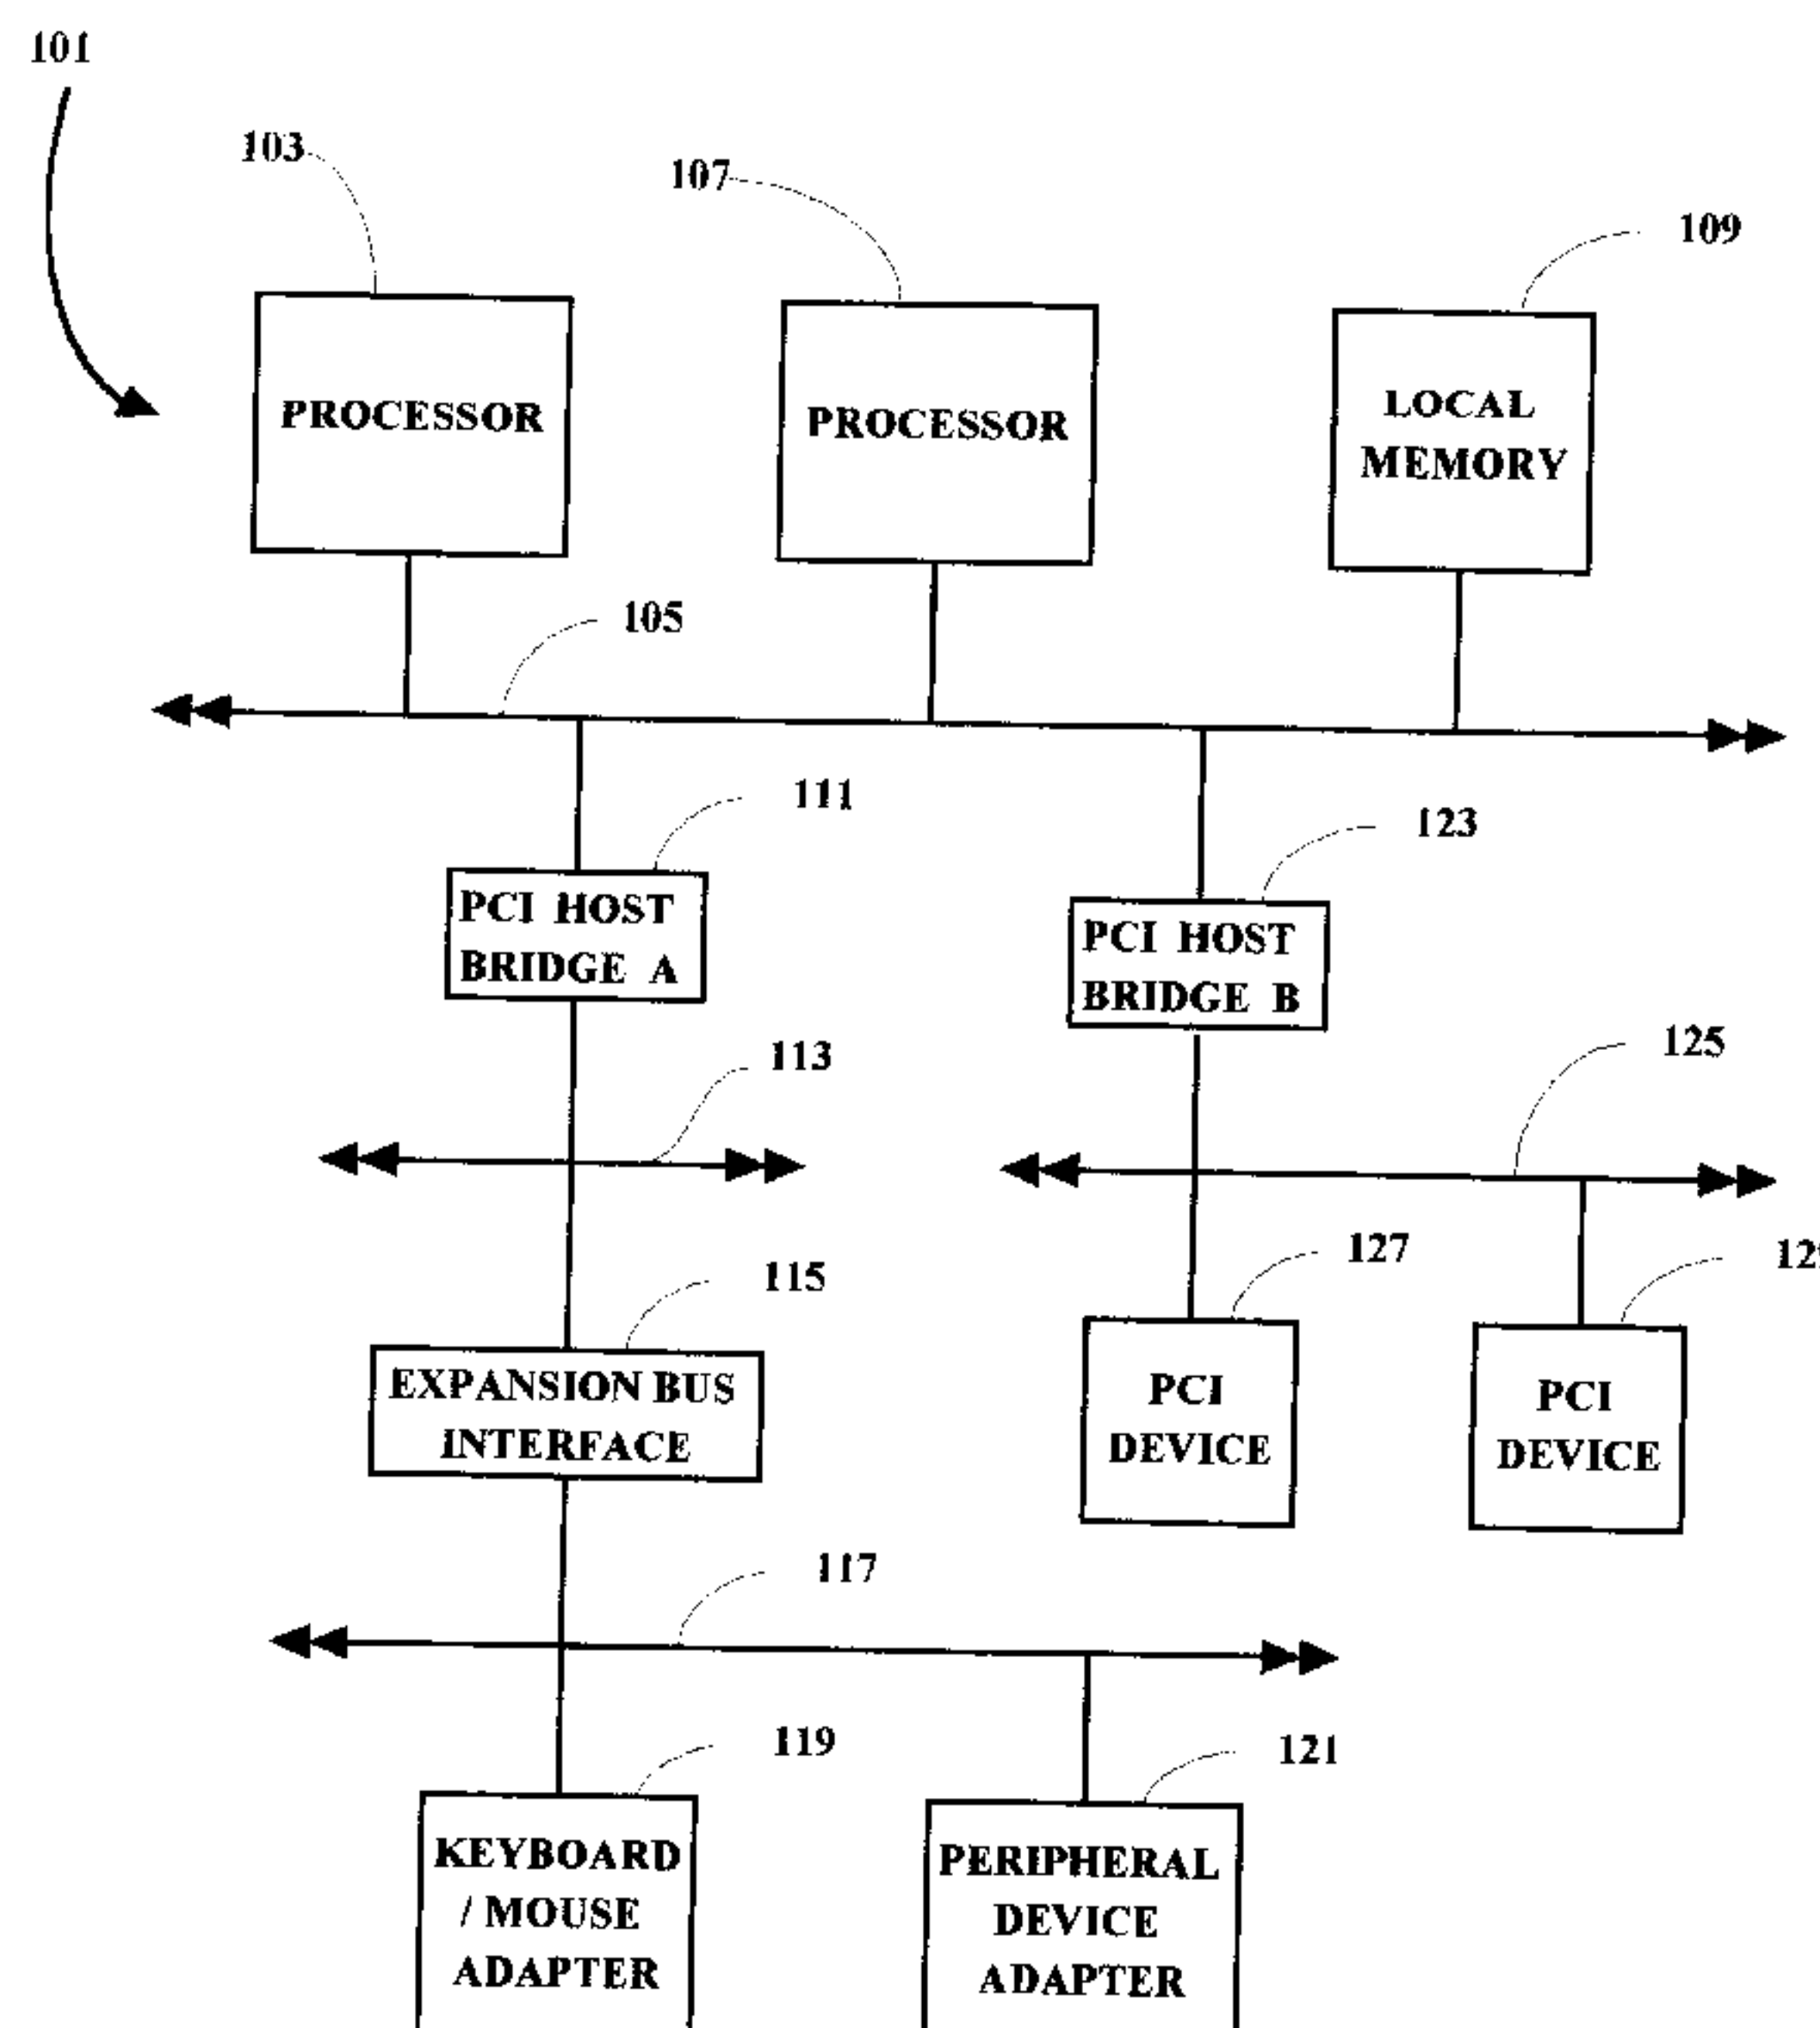 101
103
107
109
PROCESSOR
PROCESSOR
LOCAL
MEMORY
105
111
123
PCI HOST
BRIDGE A
PCI HOST
BRIDGE B
113
125
127
115
EXPANSION BUS
INTERFACE
PCI
DEVICE
PCI
DEVICE
117
119
121
KEYBOARD
/ MOUSE
ADAPTER
PERIPHERAL
DEVICE
ADAPTER